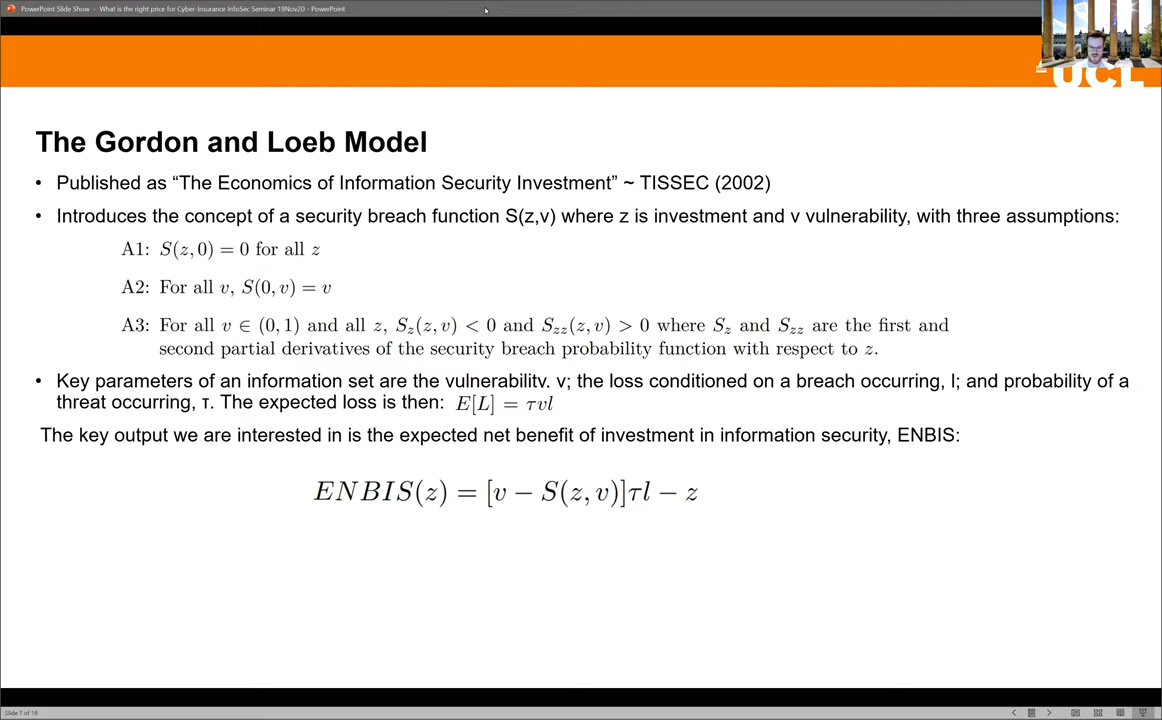 PowerPoint Slide Show - What is the right price for Cyber-Insurance InfoSec Seminar 19Nov20 - PowerPoint
UCL
The Gordon and Loeb Model
• Published as “The Economics of Information Security Investment” ~ TISSEC (2002)
• Introduces the concept of a security breach function S(z,v) where z is investment and v vulnerability, with three assumptions:
A1: S(z, 0) = 0 for all z
A2: For all v, S(0, v) = v
A3: For all v ∈ (0, 1) and all z, S_z(z, v) < 0 and S_zz(z, v) > 0 where S_z and S_zz are the first and
second partial derivatives of the security breach probability function with respect to z.
• Key parameters of an information set are the vulnerability, v; the loss conditioned on a breach occurring, l; and probability of a
threat occurring, τ. The expected loss is then: E[L] = τvl
The key output we are interested in is the expected net benefit of investment in information security, ENBIS:
ENBIS(z) = [v − S(z, v)]τl − z
Slide 7 of 19